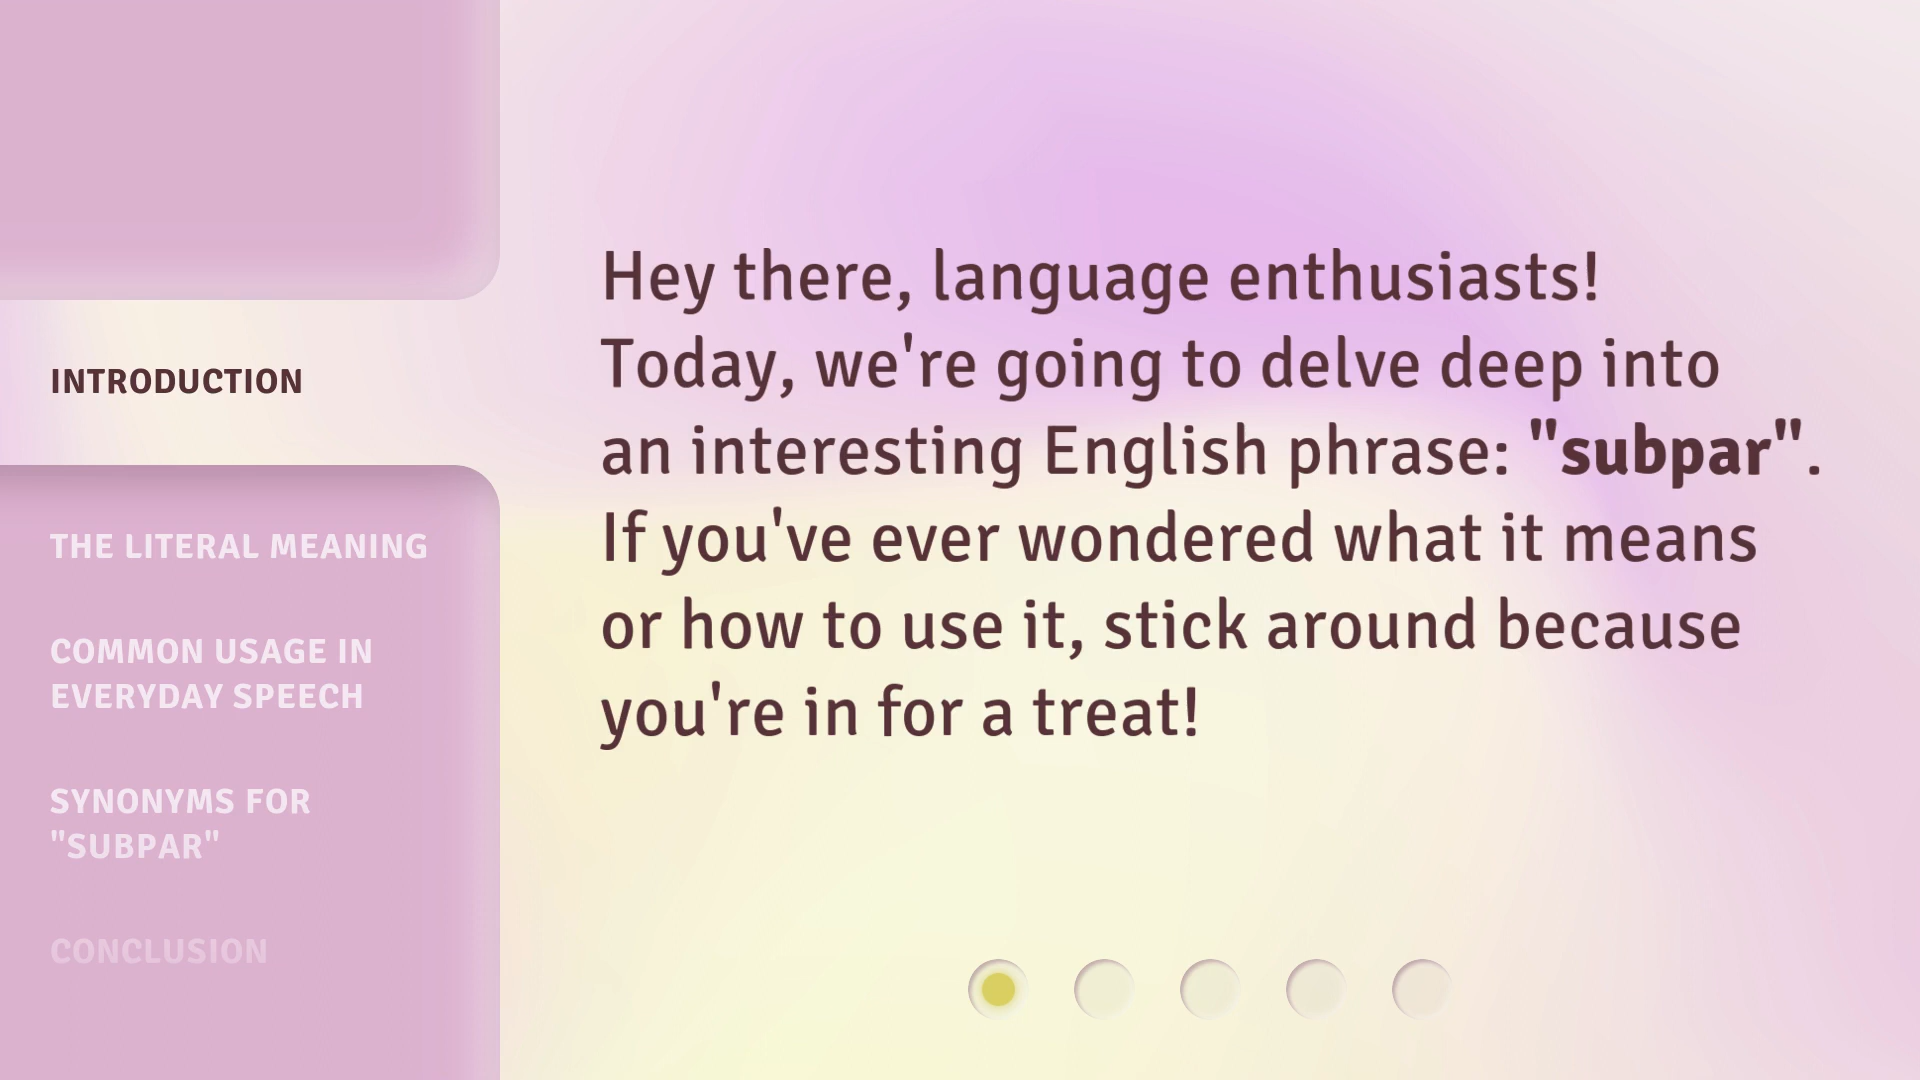 INTRODUCTION
THE LITERAL MEANING
COMMON USAGE IN
EVERYDAY SPEECH
SYNONYMS FOR
"SUBPAR"
CONCLUSION
Hey there, language enthusiasts!
Today, we're going to delve deep into
an interesting English phrase: "subpar".
If you've ever wondered what it means
or how to use it, stick around because
you're in for a treat!